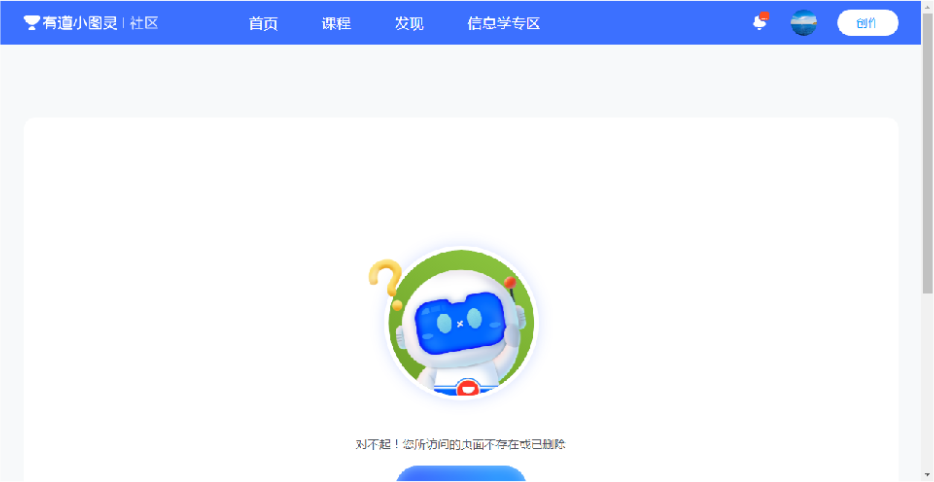 有道小图灵 | 社区 首页 课程 发现 信息学专区 创作
对不起！您所访问的页面不存在或已删除